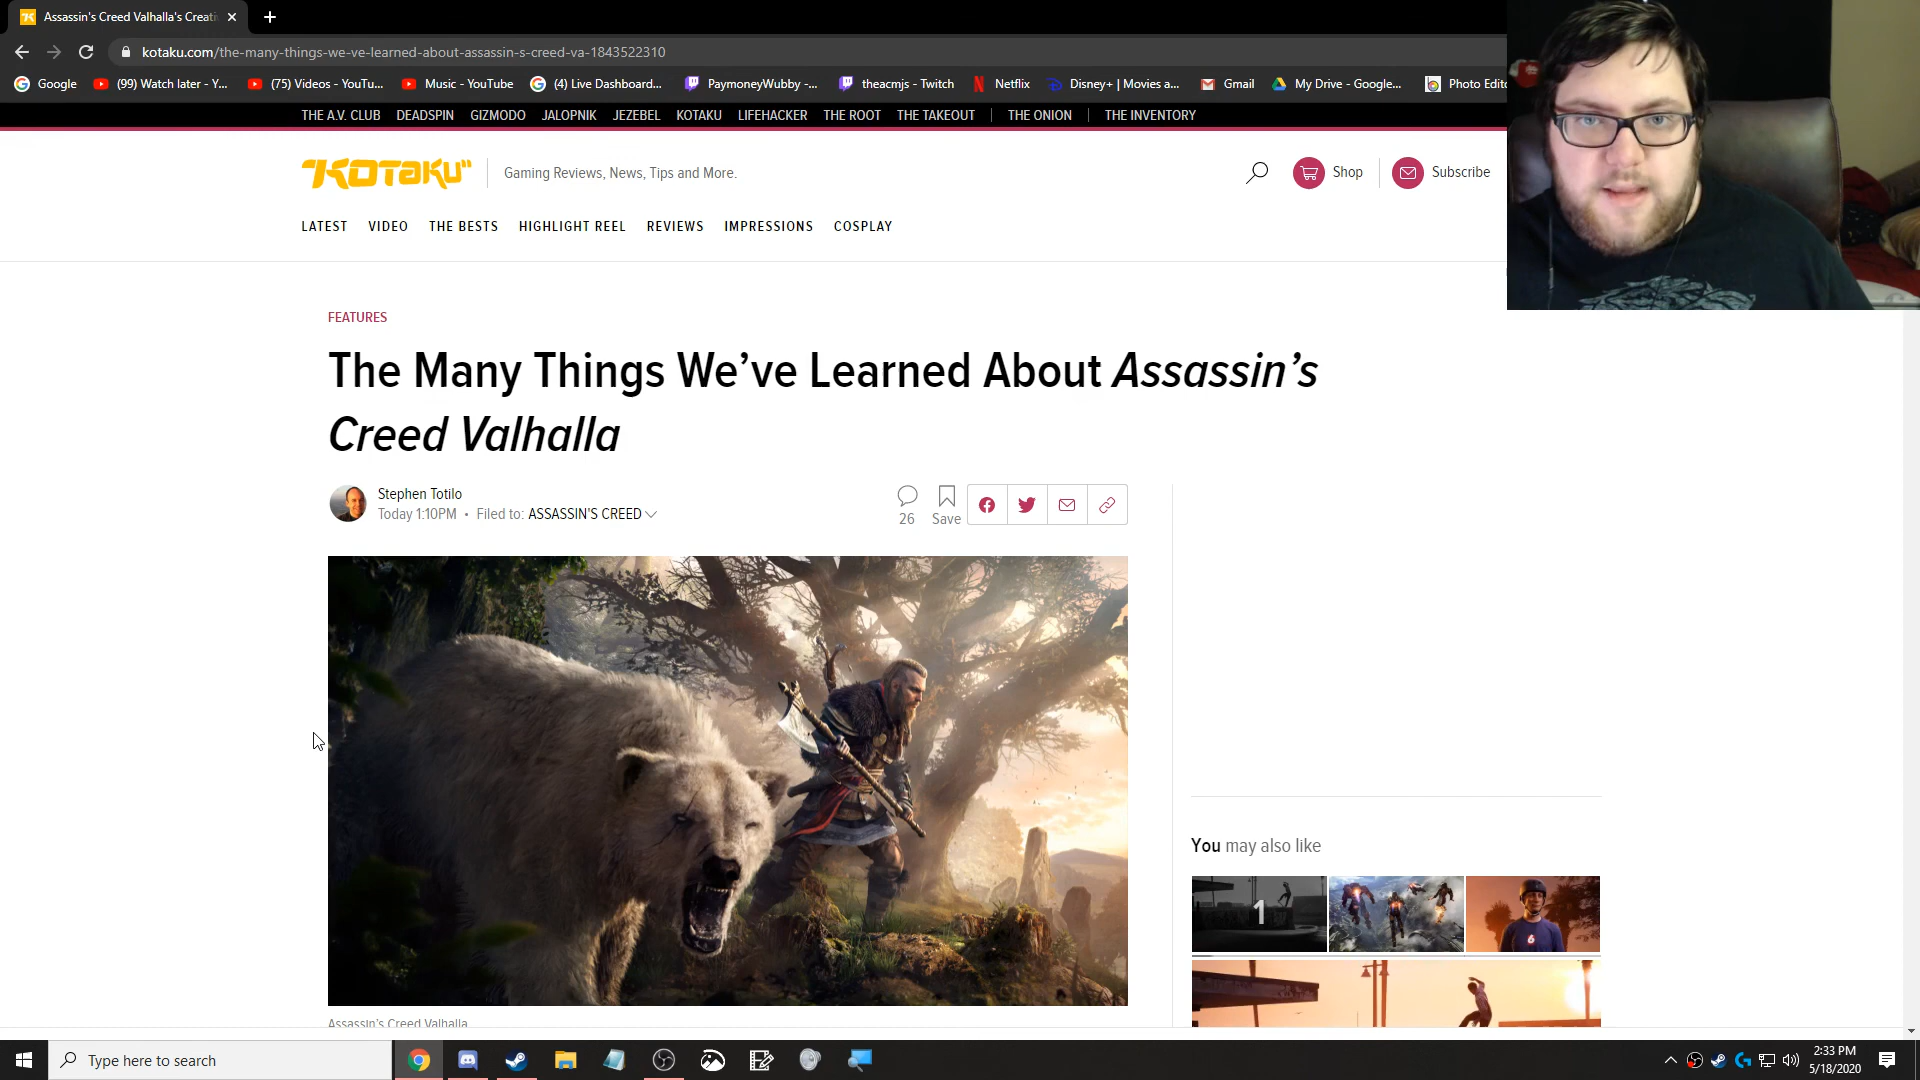 Assassin's Creed Valhalla's Creati
kotaku.com/the-many-things-we-ve-learned-about-assassin-s-creed-va-1843522310
Google (99) Watch later - Y... (75) Videos - YouTu... Music - YouTube (4) Live Dashboard... PaymoneyWubby -... theacmjs - Twitch Netflix Disney+ | Movies a... Gmail My Drive - Google... Photo Edito
THE A.V. CLUB DEADSPIN GIZMODO JALOPNIK JEZEBEL KOTAKU LIFEHACKER THE ROOT THE TAKEOUT THE ONION THE INVENTORY
"KOTAKU" Gaming Reviews, News, Tips and More. Shop Subscribe
LATEST VIDEO THE BESTS HIGHLIGHT REEL REVIEWS IMPRESSIONS COSPLAY
FEATURES
The Many Things We’ve Learned About Assassin’s
Creed Valhalla
Stephen Totilo
Today 1:10PM • Filed to: ASSASSIN'S CREED
26 Save
Assassin’s Creed Valhalla
You may also like
1
6
Type here to search
2:33 PM
5/18/2020